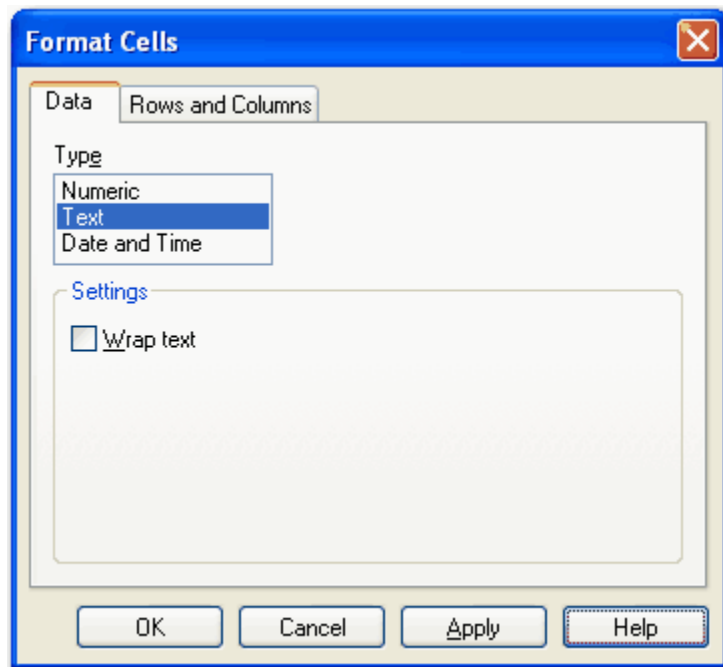 Format Cells
Data Rows and Columns
Type
Numeric
Text
Date and Time
Settings
Wrap text
OK Cancel Apply Help